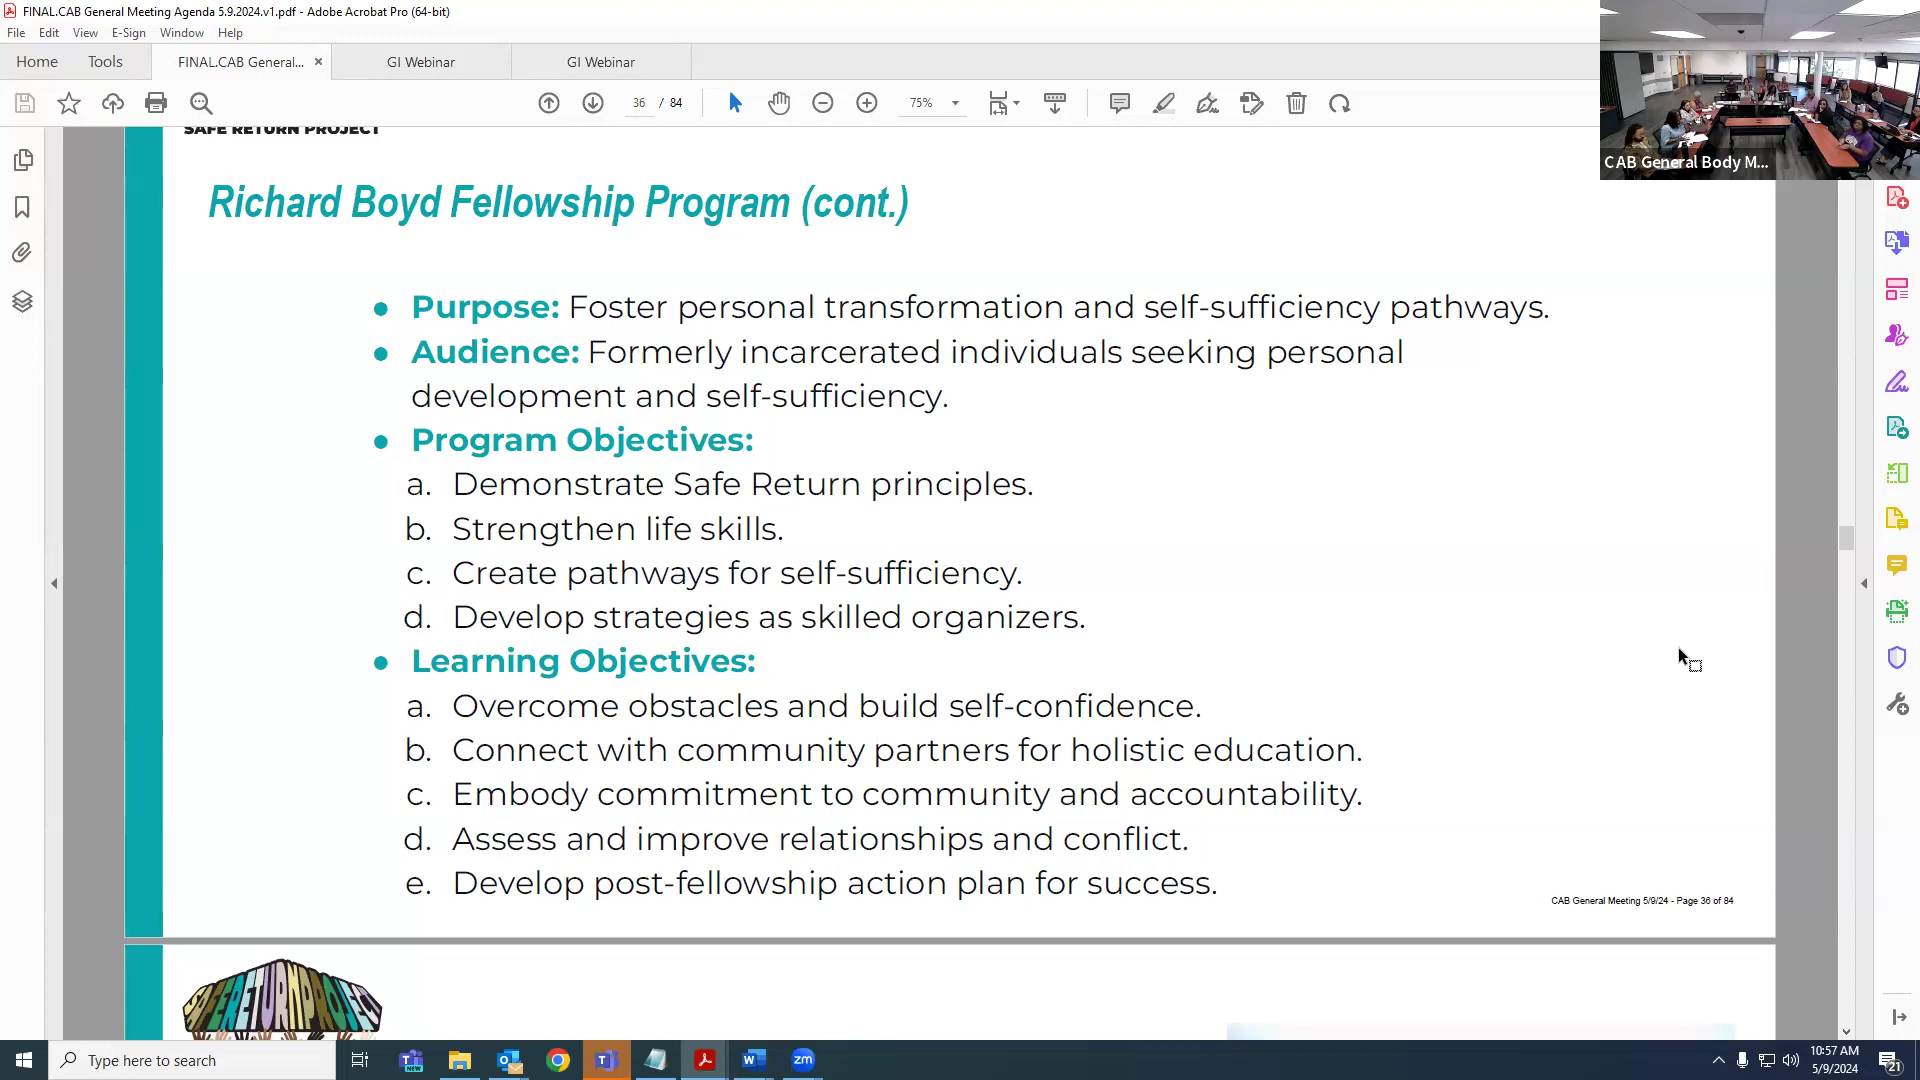 FINAL.CAB General Meeting Agenda 5.9.2024.v1.pdf - Adobe Acrobat Pro (64-bit)
File Edit View E-Sign Window Help
Home Tools FINAL.CAB General... × GI Webinar GI Webinar
36 / 84 75%
CAB General Body M...
SAFE RETURN PROJECT
Richard Boyd Fellowship Program (cont.)
● Purpose: Foster personal transformation and self-sufficiency pathways.
● Audience: Formerly incarcerated individuals seeking personal
development and self-sufficiency.
● Program Objectives:
a. Demonstrate Safe Return principles.
b. Strengthen life skills.
c. Create pathways for self-sufficiency.
d. Develop strategies as skilled organizers.
● Learning Objectives:
a. Overcome obstacles and build self-confidence.
b. Connect with community partners for holistic education.
c. Embody commitment to community and accountability.
d. Assess and improve relationships and conflict.
e. Develop post-fellowship action plan for success.
CAB General Meeting 5/9/24 - Page 36 of 84
SAFERETURNPROJECT
Type here to search
NEW
zm
10:57 AM
5/9/2024
21